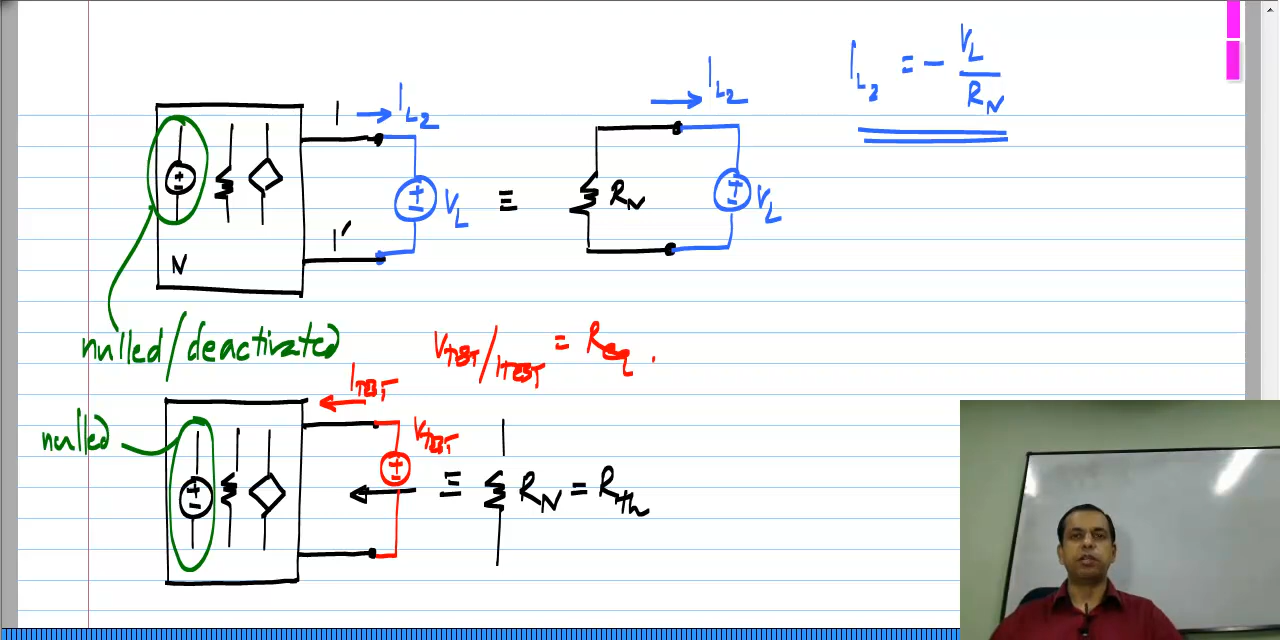 I_L2 = - V_L / R_N
1 I_L2
I_L2
V_L ≡ R_N V_L
1'
N
nulled/deactivated
V_TEST / I_TEST = R_eq.
I_TEST
nulled V_TEST
≡ R_N = R_th